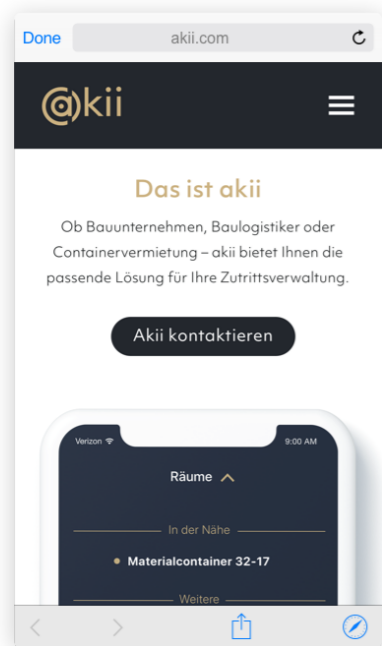 Done
akii.com
@kii
Das ist akii
Ob Bauunternehmen, Baulogistiker oder
Containervermietung – akii bietet Ihnen die
passende Lösung für Ihre Zutrittsverwaltung.
Akii kontaktieren
Verizon 9:00 AM
Räume
In der Nähe
Materialcontainer 32-17
Weitere